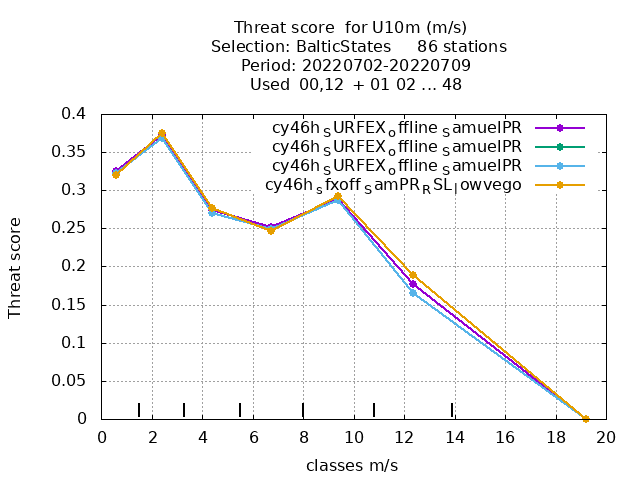 Threat score  for U10m (m/s)
Selection: BalticStates     86 stations
Period: 20220702-20220709
Used  00,12  + 01 02 ... 48
cy46h_SURFEX_offline_SamuelPR
cy46h_SURFEX_offline_SamuelPR
cy46h_SURFEX_offline_SamuelPR
cy46h_sfxoff_SamPR_RSL_lowvego
0.4
0.35
0.3
0.25
0.2
0.15
0.1
0.05
0
Threat score
0 2 4 6 8 10 12 14 16 18 20
classes m/s